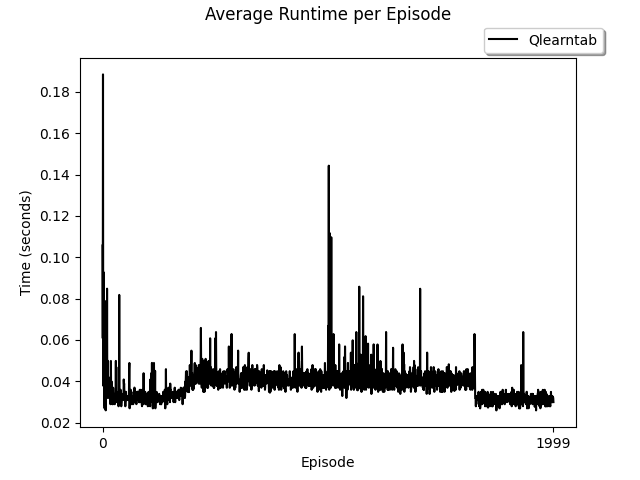 Average Runtime per Episode
Qlearntab
Time (seconds)
0.18
0.16
0.14
0.12
0.10
0.08
0.06
0.04
0.02
0 1999
Episode